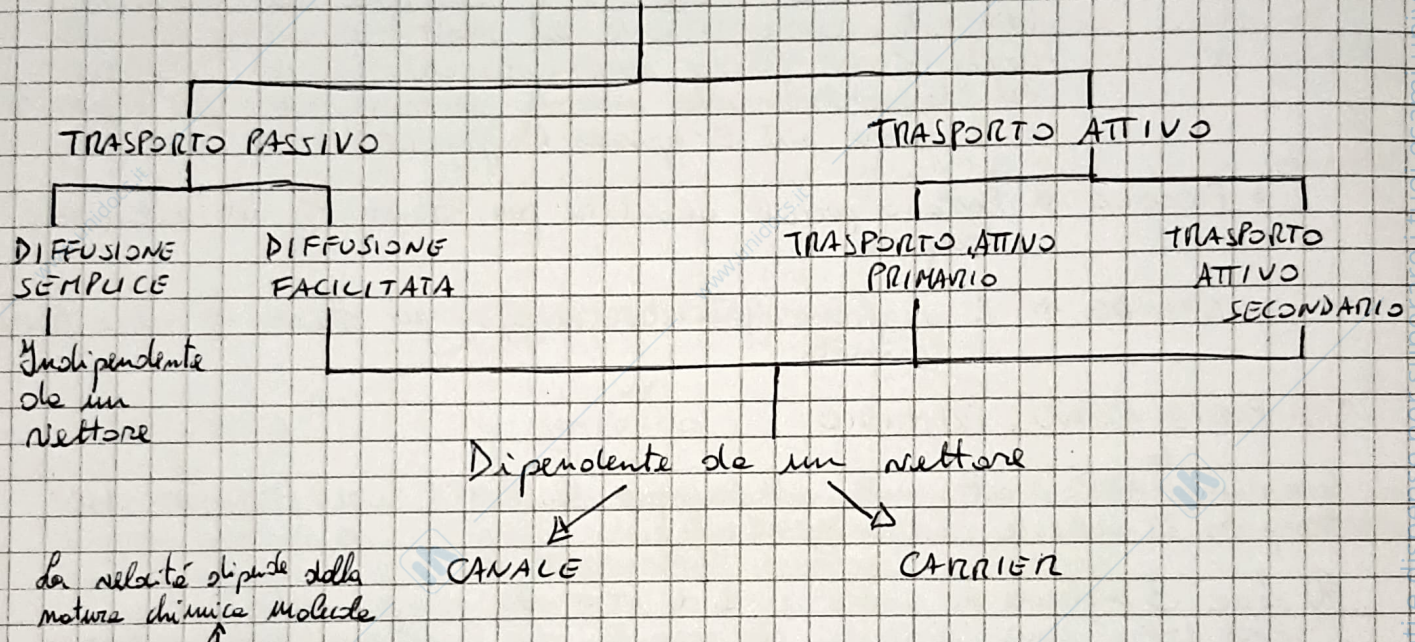 TRASPORTO PASSIVO
TRASPORTO ATTIVO
DIFFUSIONE
SEMPLICE
DIFFUSIONE
FACILITATA
TRASPORTO ATTIVO
PRIMARIO
TRASPORTO
ATTIVO
SECONDARIO
Indipendente
da un
vettore
Dipendente da un vettore
CANALE
CARRIER
La velocità dipende dalla
natura chimica molecole